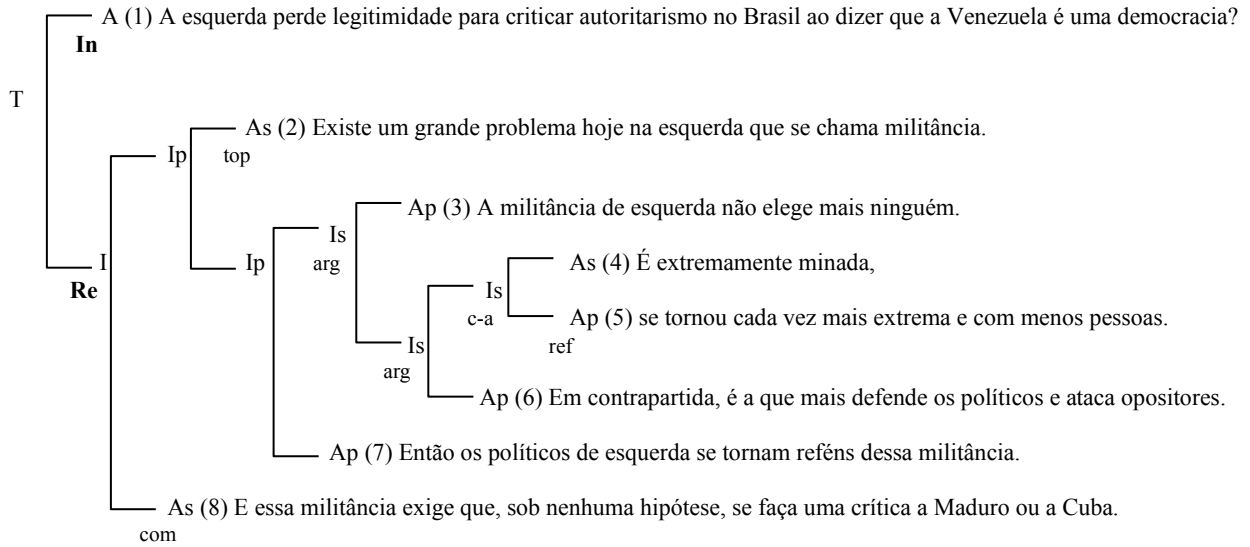 A (1) A esquerda perde legitimidade para criticar autoritarismo no Brasil ao dizer que a Venezuela é uma democracia?
In
T
As (2) Existe um grande problema hoje na esquerda que se chama militância.
Ip top
Ap (3) A militância de esquerda não elege mais ninguém.
Is
arg
I Ip
Re
As (4) É extremamente minada,
Is
c-a
Ap (5) se tornou cada vez mais extrema e com menos pessoas.
ref
Is
arg
Ap (6) Em contrapartida, é a que mais defende os políticos e ataca opositores.
Ap (7) Então os políticos de esquerda se tornam reféns dessa militância.
As (8) E essa militância exige que, sob nenhuma hipótese, se faça uma crítica a Maduro ou a Cuba.
com